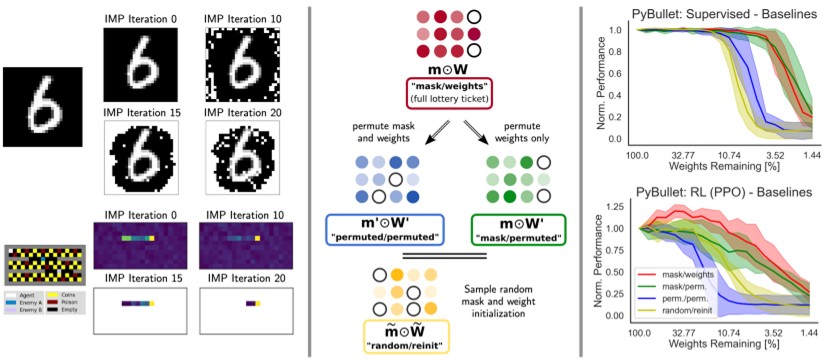 IMP Iteration 0
IMP Iteration 10
IMP Iteration 15
IMP Iteration 20
IMP Iteration 0
IMP Iteration 10
IMP Iteration 15
IMP Iteration 20
Agent
Enemy A
Enemy B
Coins
Poison
Empty
m⊙W
"mask/weights"
(full lottery ticket)
permute mask
and weights
permute
weights only
m'⊙W'
"permuted/permuted"
m⊙W'
"mask/permuted"
Sample random
mask and weight
initialization
m̃⊙W̃
"random/reinit"
PyBullet: Supervised - Baselines
Norm. Performance
1.0
0.8
0.6
0.4
0.2
0.0
100.0 32.77 10.74 3.52 1.44
Weights Remaining [%]
PyBullet: RL (PPO) - Baselines
Norm. Performance
1.25
1.00
0.75
0.50
0.25
0.00
mask/weights
mask/perm.
perm./perm.
random/reinit
100.0 32.77 10.74 3.52 1.44
Weights Remaining [%]